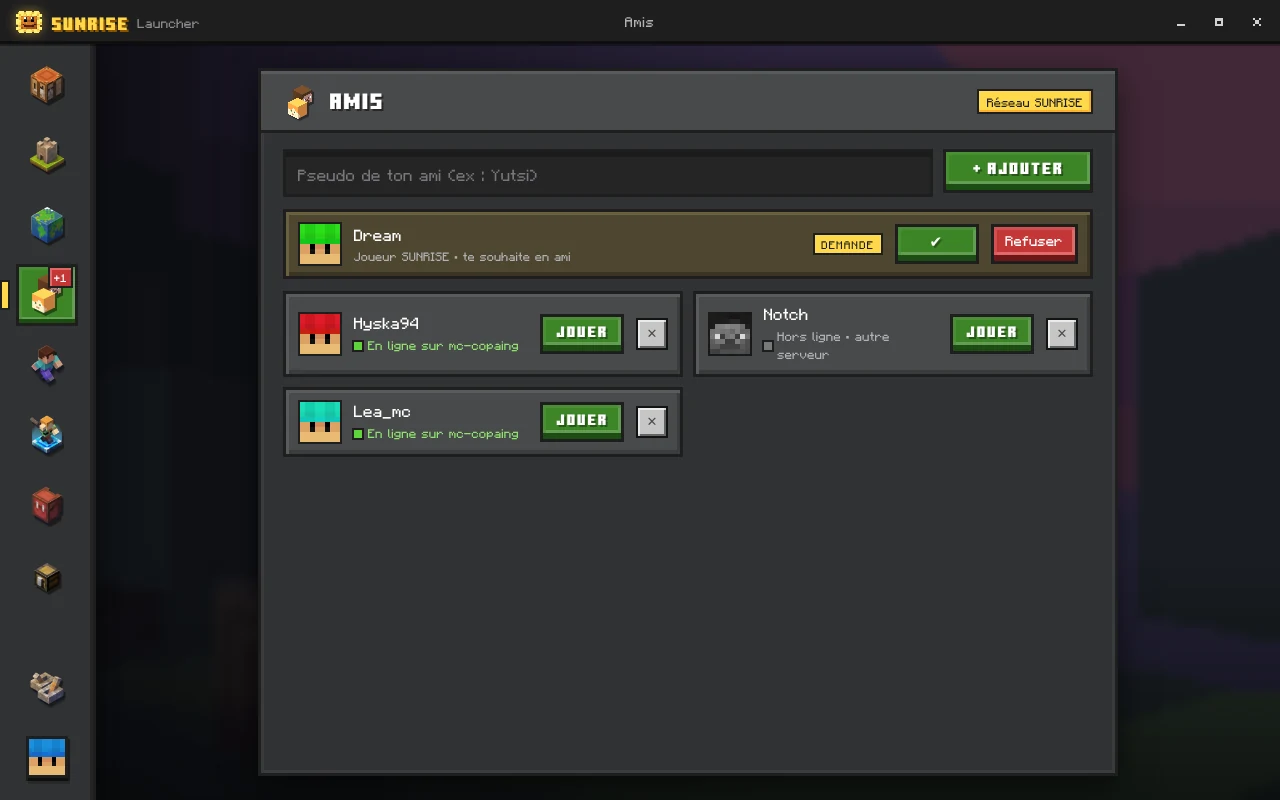 SUNRISE Launcher
Amis
+1
AMIS
Réseau SUNRISE
Pseudo de ton ami (ex : Yutsi)
+ AJOUTER
Dream
Joueur SUNRISE • te souhaite en ami
DEMANDE
✔
Refuser
Hyska94
En ligne sur mc-copaing
JOUER
×
Notch
Hors ligne • autre
serveur
JOUER
×
Lea_mc
En ligne sur mc-copaing
JOUER
×